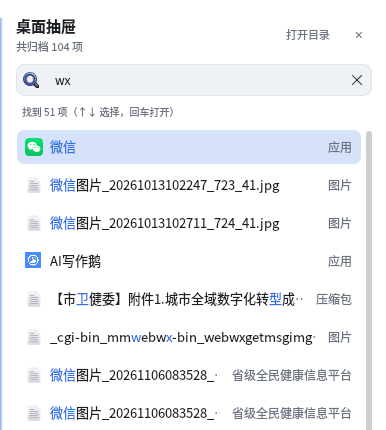 桌面抽屉
共归档 104 项
打开目录
×
wx
找到 51 项（↑↓ 选择，回车打开）
微信 应用
微信图片_20261013102247_723_41.jpg 图片
微信图片_20261013102711_724_41.jpg 图片
AI写作鹅 应用
【市卫健委】附件1.城市全域数字化转型成… 压缩包
_cgi-bin_mmwebwx-bin_webwxgetmsgimg· 图片
微信图片_20261106083528_… 省级全民健康信息平台
微信图片_20261106083528_… 省级全民健康信息平台